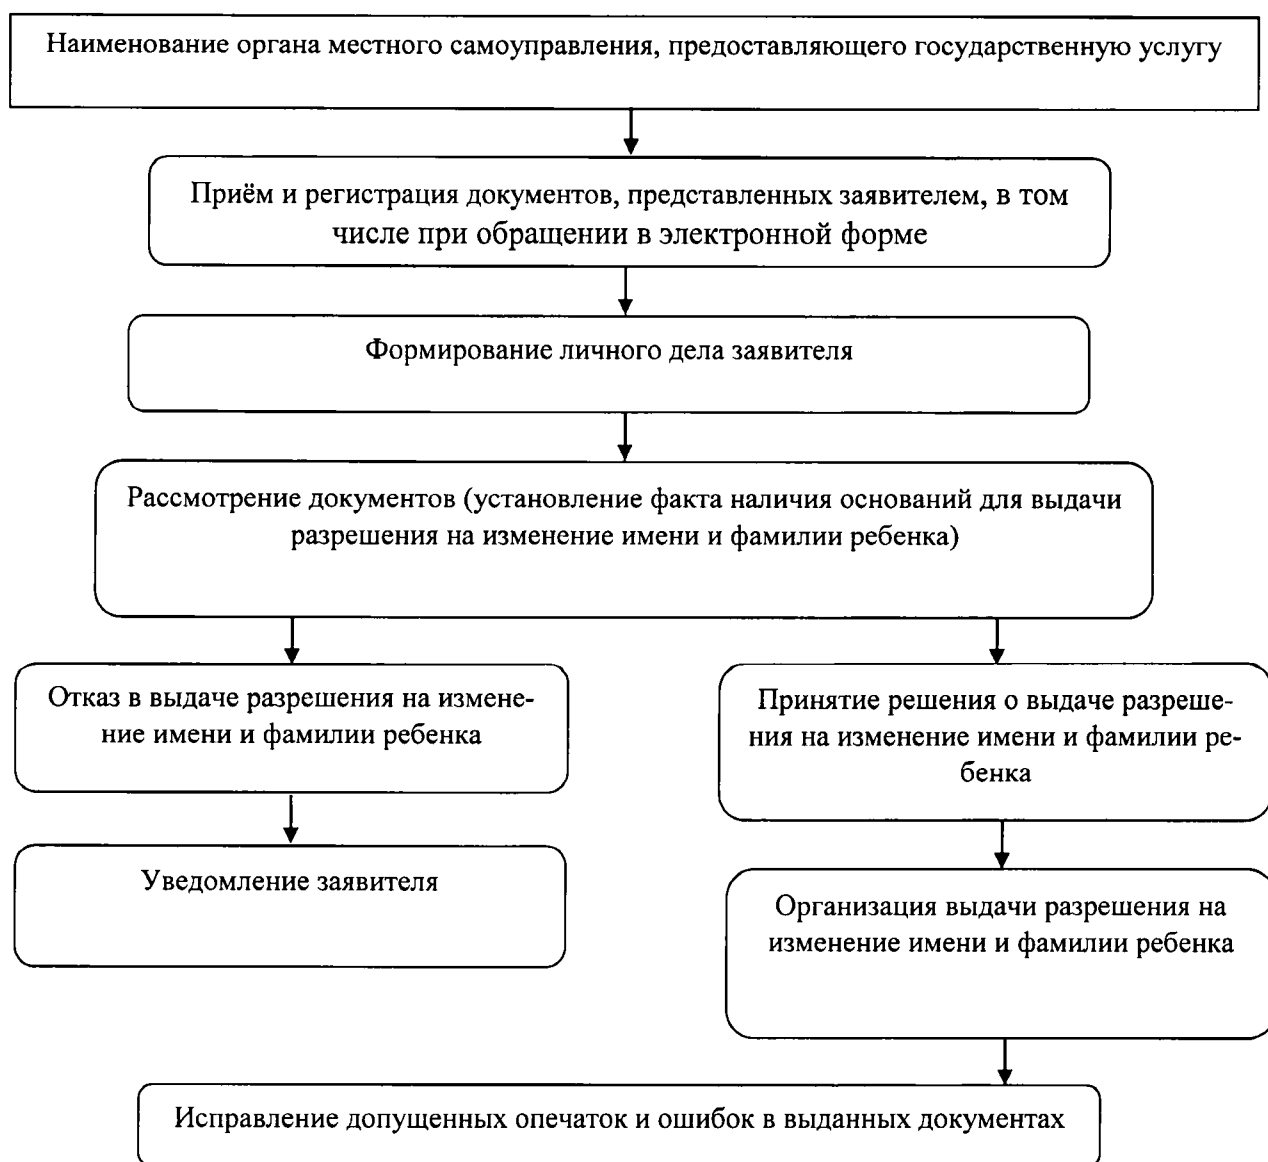 Наименование органа местного самоуправления, предоставляющего государственную услугу
Приём и регистрация документов, представленных заявителем, в том
числе при обращении в электронной форме
Формирование личного дела заявителя
Рассмотрение документов (установление факта наличия оснований для выдачи
разрешения на изменение имени и фамилии ребенка)
Отказ в выдаче разрешения на измене-
ние имени и фамилии ребенка
Уведомление заявителя
Принятие решения о выдаче разреше-
ния на изменение имени и фамилии ре-
бенка
Организация выдачи разрешения на
изменение имени и фамилии ребенка
Исправление допущенных опечаток и ошибок в выданных документах